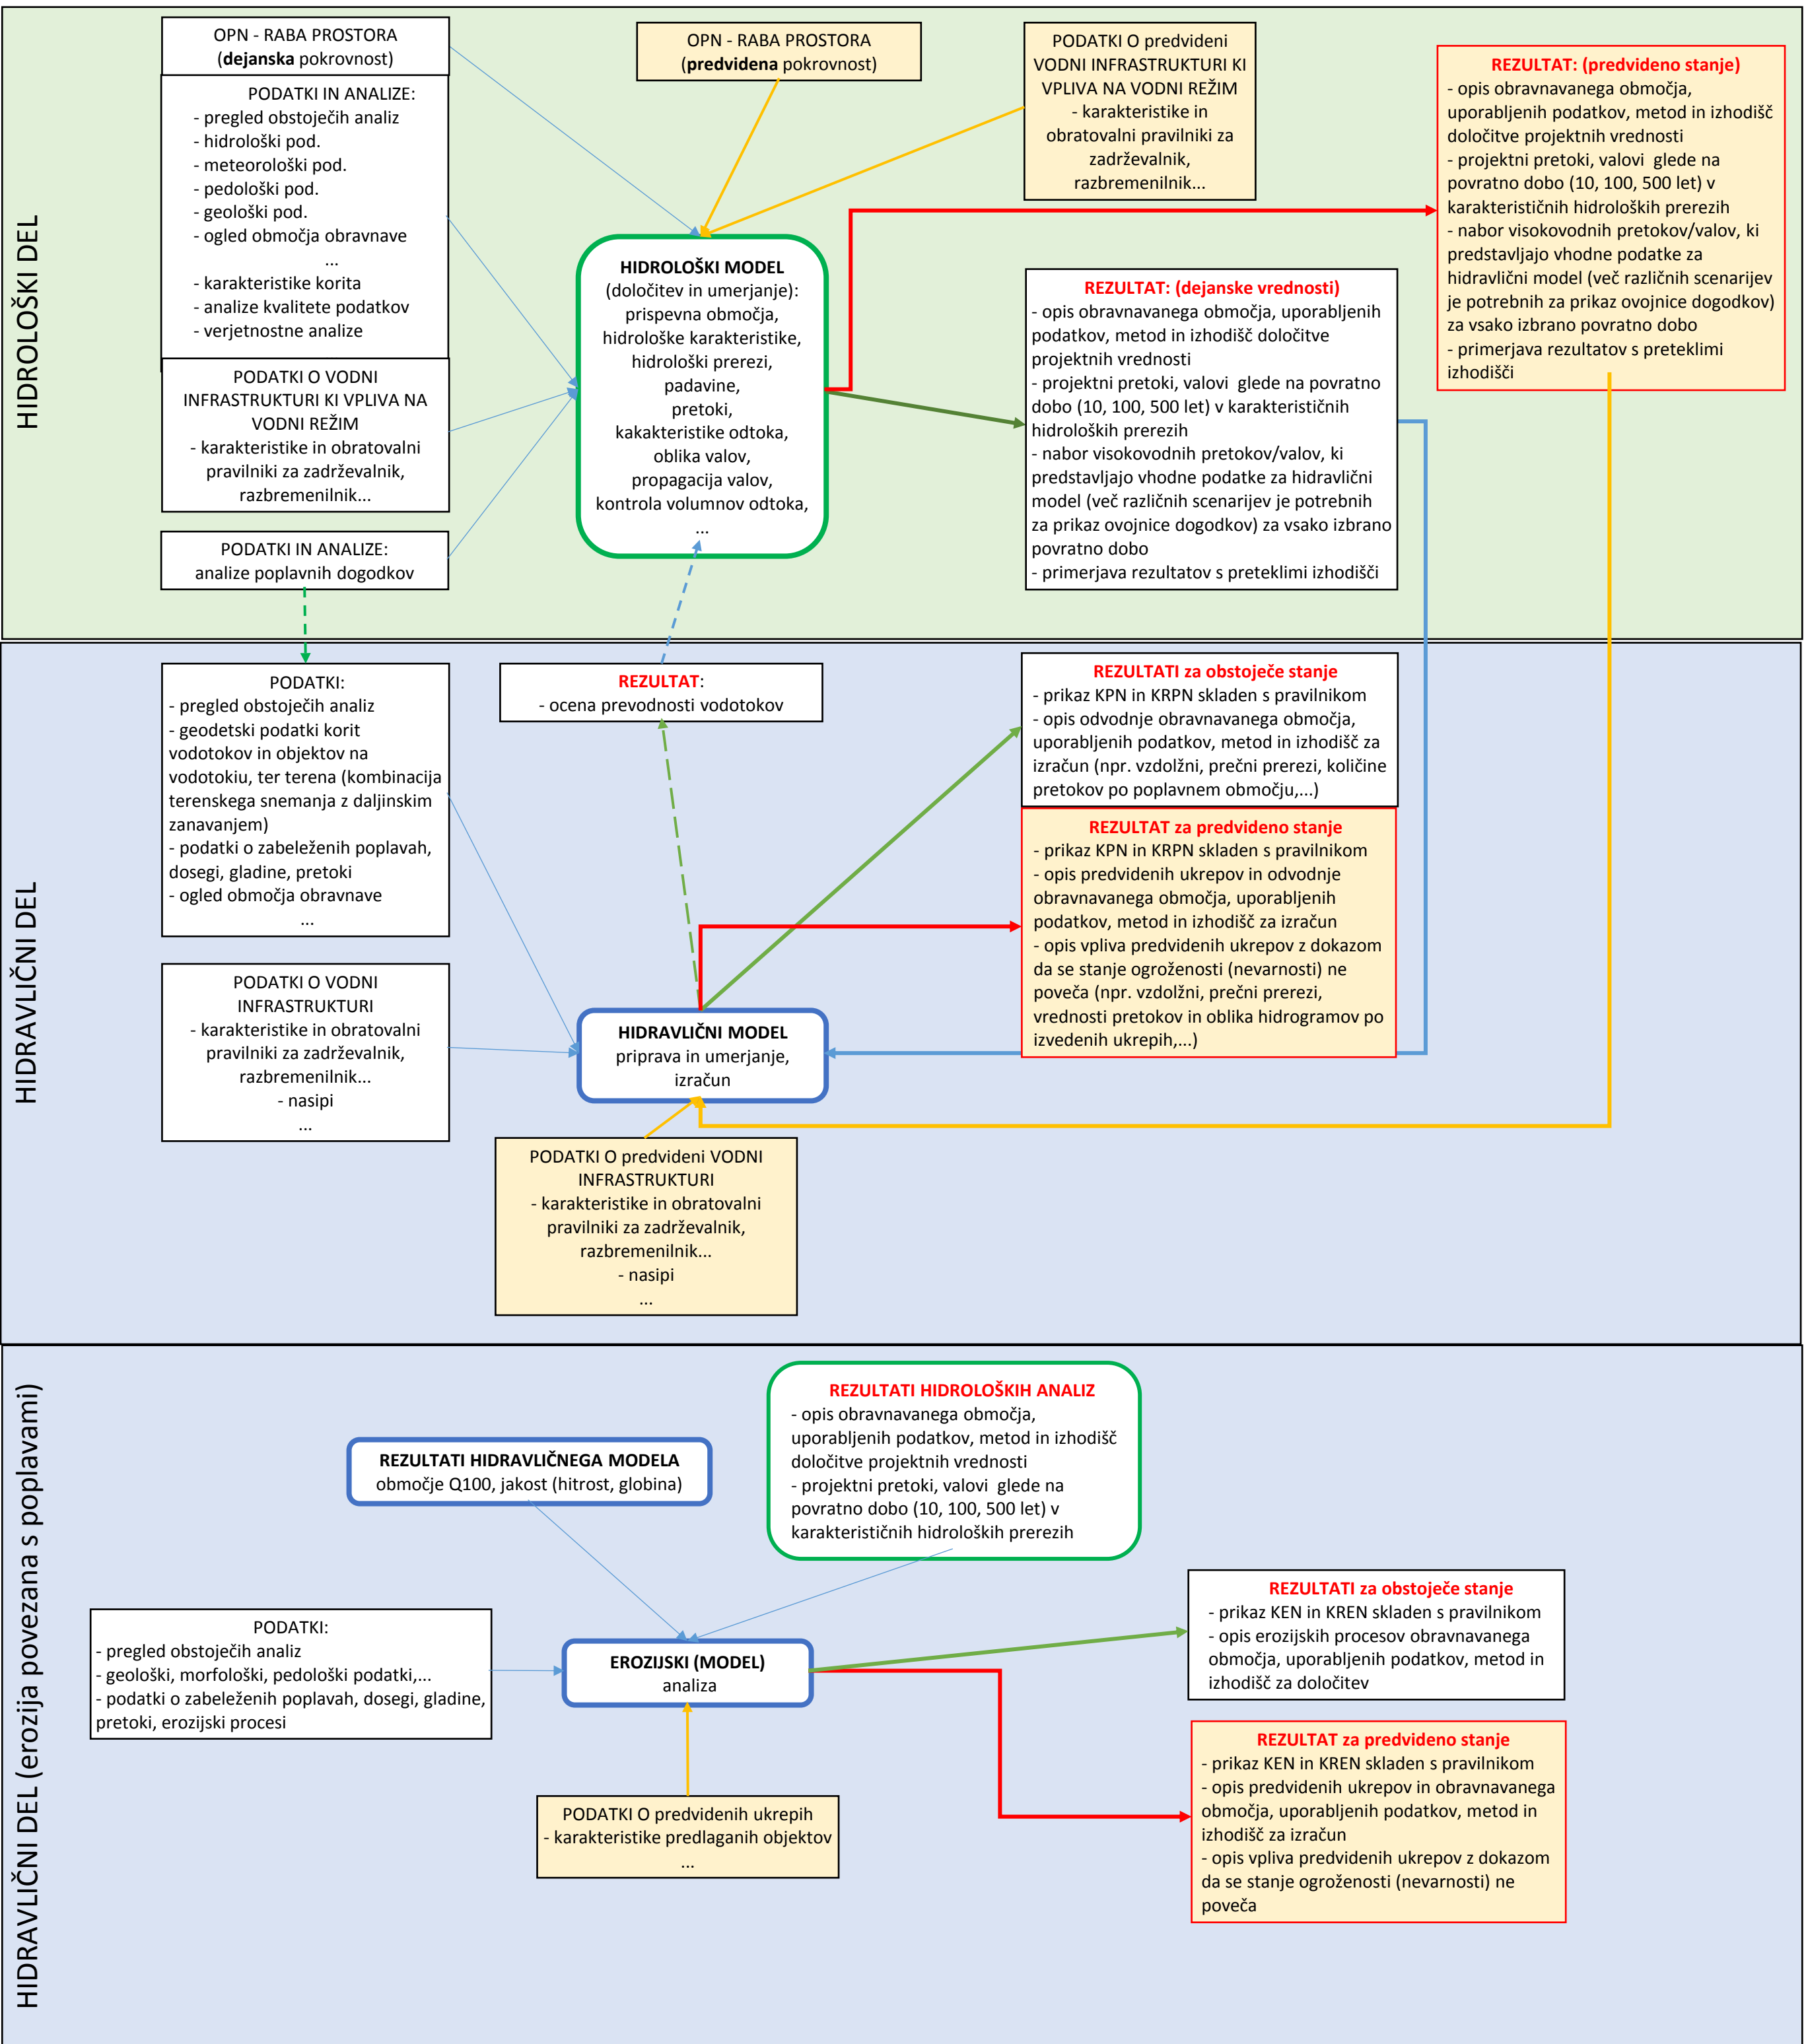 HIDROLOŠKI DEL
OPN - RABA PROSTORA
(dejanska pokrovnost)
PODATKI IN ANALIZE:
- pregled obstoječih analiz
- hidrološki pod.
- meteorološki pod.
- pedološki pod.
- geološki pod.
- ogled območja obravnave
...
- karakteristike korita
- analize kvalitete podatkov
- verjetnostne analize
PODATKI O VODNI
INFRASTRUKTURI KI VPLIVA NA
VODNI REŽIM
- karakteristike in obratovalni
pravilniki za zadrževalnik,
razbremenilnik...
PODATKI IN ANALIZE:
analize poplavnih dogodkov
OPN - RABA PROSTORA
(predvidena pokrovnost)
PODATKI O predvideni
VODNI INFRASTRUKTURI KI
VPLIVA NA VODNI REŽIM
- karakteristike in
obratovalni pravilniki za
zadrževalnik,
razbremenilnik...
HIDROLOŠKI MODEL
(določitev in umerjanje):
prispevna območja,
hidrološke karakteristike,
hidrološki prerezi,
padavine,
pretoki,
kakakteristike odtoka,
oblika valov,
propagacija valov,
kontrola volumnov odtoka,
...
REZULTAT: (dejanske vrednosti)
- opis obravnavanega območja, uporabljenih
podatkov, metod in izhodišč določitve
projektnih vrednosti
- projektni pretoki, valovi glede na povratno
dobo (10, 100, 500 let) v karakterističnih
hidroloških prerezih
- nabor visokovodnih pretokov/valov, ki
predstavljajo vhodne podatke za hidravlični
model (več različnih scenarijev je potrebnih
za prikaz ovojnice dogodkov) za vsako izbrano
povratno dobo
- primerjava rezultatov s preteklimi izhodišči
REZULTAT: (predvideno stanje)
- opis obravnavanega območja,
uporabljenih podatkov, metod in izhodišč
določitve projektnih vrednosti
- projektni pretoki, valovi glede na
povratno dobo (10, 100, 500 let) v
karakterističnih hidroloških prerezih
- nabor visokovodnih pretokov/valov, ki
predstavljajo vhodne podatke za
hidravlični model (več različnih scenarijev
je potrebnih za prikaz ovojnice dogodkov)
za vsako izbrano povratno dobo
- primerjava rezultatov s preteklimi
izhodišči
HIDRAVLIČNI DEL
PODATKI:
- pregled obstoječih analiz
- geodetski podatki korit
vodotokov in objektov na
vodotokiu, ter terena (kombinacija
terenskega snemanja z daljinskim
zanavanjem)
- podatki o zabeleženih poplavah,
dosegi, gladine, pretoki
- ogled območja obravnave
...
PODATKI O VODNI
INFRASTRUKTURI
- karakteristike in obratovalni
pravilniki za zadrževalnik,
razbremenilnik...
- nasipi
...
REZULTAT:
- ocena prevodnosti vodotokov
HIDRAVLIČNI MODEL
priprava in umerjanje,
izračun
PODATKI O predvideni VODNI
INFRASTRUKTURI
- karakteristike in obratovalni
pravilniki za zadrževalnik,
razbremenilnik...
- nasipi
...
REZULTATI za obstoječe stanje
- prikaz KPN in KRPN skladen s pravilnikom
- opis odvodnje obravnavanega območja,
uporabljenih podatkov, metod in izhodišč za
izračun (npr. vzdolžni, prečni prerezi, količine
pretokov po poplavnem območju,...)
REZULTAT za predvideno stanje
- prikaz KPN in KRPN skladen s pravilnikom
- opis predvidenih ukrepov in odvodnje
obravnavanega območja, uporabljenih
podatkov, metod in izhodišč za izračun
- opis vpliva predvidenih ukrepov z dokazom
da se stanje ogroženosti (nevarnosti) ne
poveča (npr. vzdolžni, prečni prerezi,
vrednosti pretokov in oblika hidrogramov po
izvedenih ukrepih,...)
HIDRAVLIČNI DEL (erozija povezana s poplavami)
REZULTATI HIDRAVLIČNEGA MODELA
območje Q100, jakost (hitrost, globina)
REZULTATI HIDROLOŠKIH ANALIZ
- opis obravnavanega območja,
uporabljenih podatkov, metod in izhodišč
določitve projektnih vrednosti
- projektni pretoki, valovi glede na
povratno dobo (10, 100, 500 let) v
karakterističnih hidroloških prerezih
PODATKI:
- pregled obstoječih analiz
- geološki, morfološki, pedološki podatki,...
- podatki o zabeleženih poplavah, dosegi, gladine,
pretoki, erozijski procesi
EROZIJSKI (MODEL)
analiza
PODATKI O predvidenih ukrepih
- karakteristike predlaganih objektov
...
REZULTATI za obstoječe stanje
- prikaz KEN in KREN skladen s pravilnikom
- opis erozijskih procesov obravnavanega
območja, uporabljenih podatkov, metod in
izhodišč za določitev
REZULTAT za predvideno stanje
- prikaz KEN in KREN skladen s pravilnikom
- opis predvidenih ukrepov in obravnavanega
območja, uporabljenih podatkov, metod in
izhodišč za izračun
- opis vpliva predvidenih ukrepov z dokazom
da se stanje ogroženosti (nevarnosti) ne
poveča